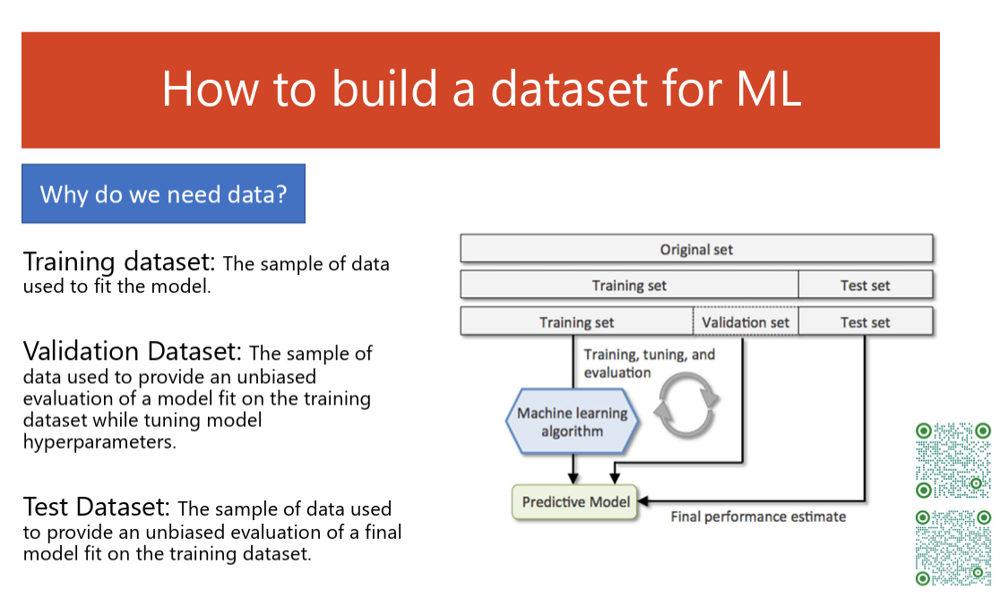 How to build a dataset for ML
Why do we need data?
Training dataset: The sample of data
used to fit the model.
Validation Dataset: The sample of
data used to provide an unbiased
evaluation of a model fit on the training
dataset while tuning model
hyperparameters.
Test Dataset: The sample of data used
to provide an unbiased evaluation of a final
model fit on the training dataset.
Original set
Training set Test set
Training set Validation set Test set
Training, tuning, and
evaluation
Machine learning
algorithm
Predictive Model
Final performance estimate